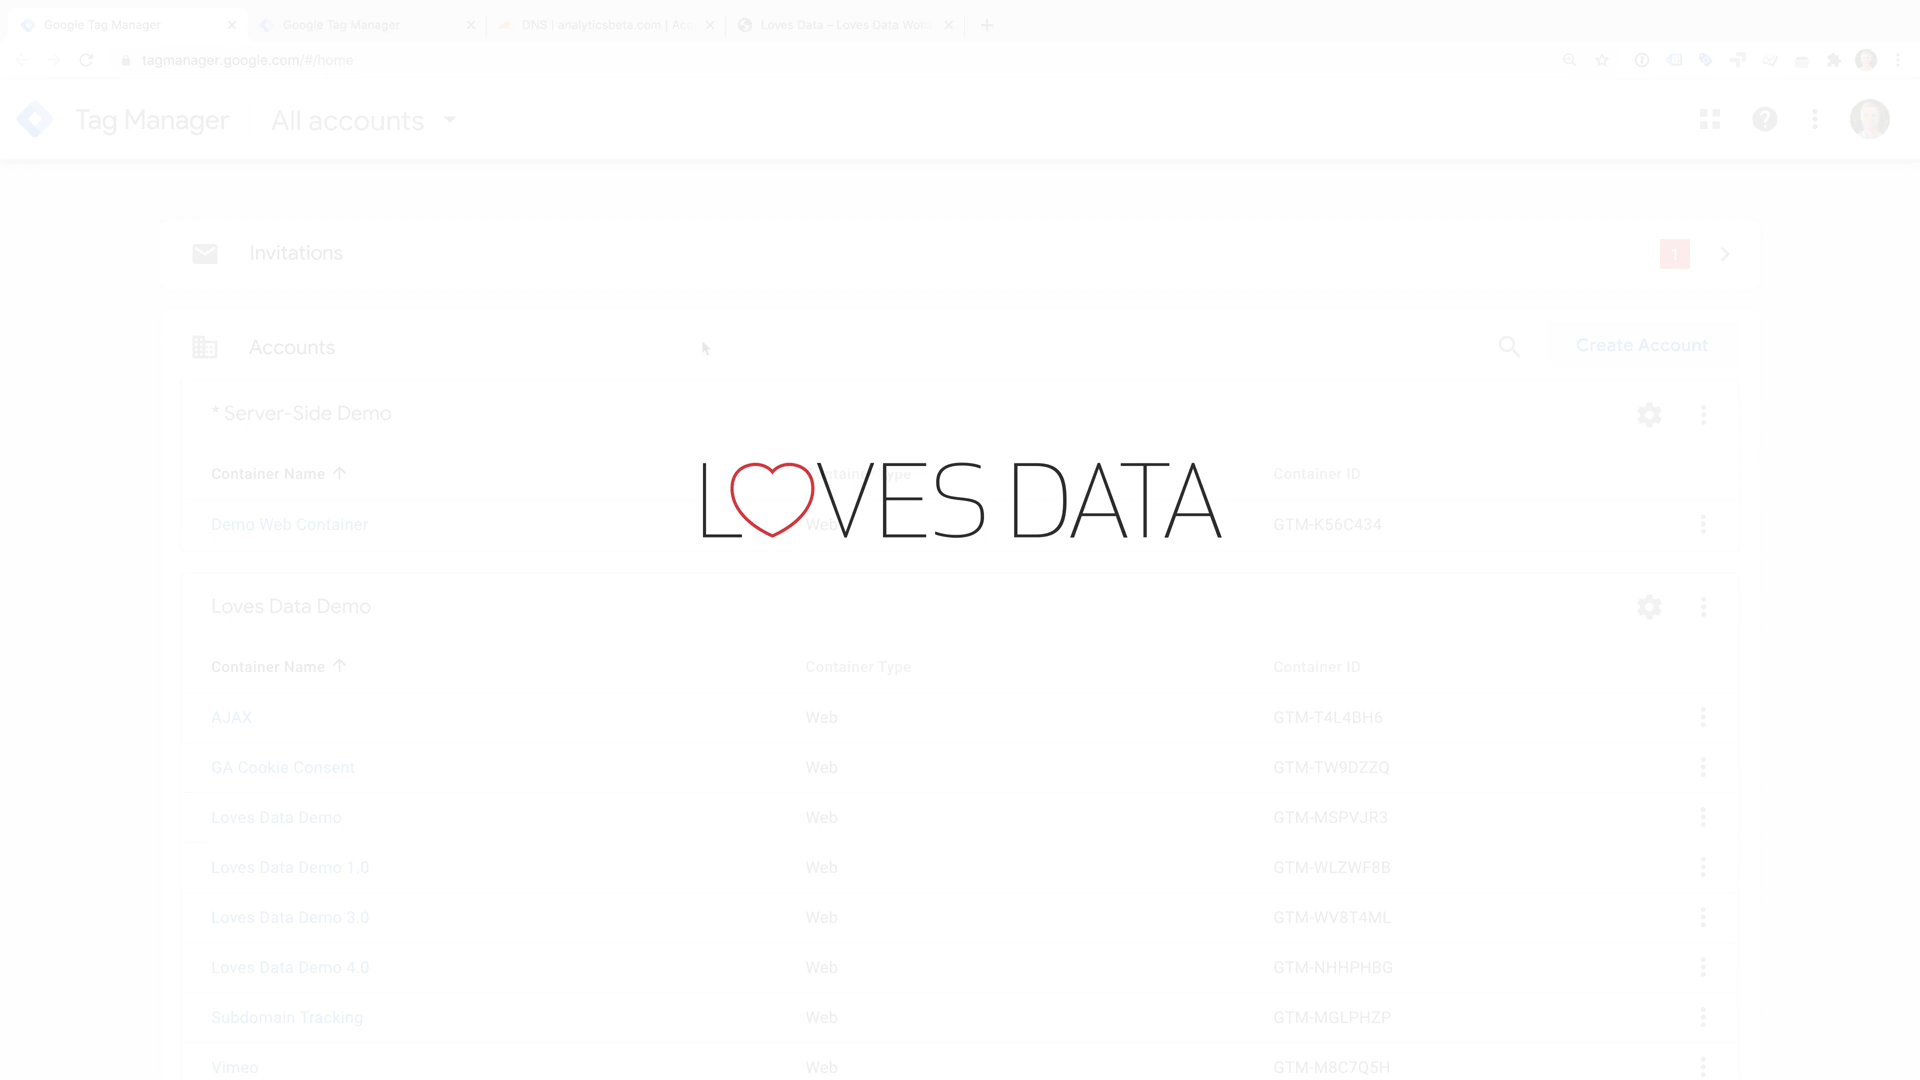 Google Tag Manager
Google Tag Manager
DNS | analyticsbeta.com |
Loves Data – Loves Data
tagmanager.google.com/#/home
Tag Manager
All accounts
Invitations
1
Accounts
Create Account
* Server-Side Demo
Container Name
Container ID
LOVES DATA
Demo Web Container
Web
GTM-K56C434
Loves Data Demo
Container Name Container Type Container ID
AJAX Web GTM-T4L4BH6
GA Cookie Consent Web GTM-TW9DZZQ
Loves Data Demo Web GTM-MSPVJR3
Loves Data Demo 1.0 Web GTM-WLZWF8B
Loves Data Demo 3.0 Web GTM-WV8T4ML
Loves Data Demo 4.0 Web GTM-NHHPHBG
Subdomain Tracking Web GTM-MGLPHZP
Vimeo Web GTM-M8C7Q5H